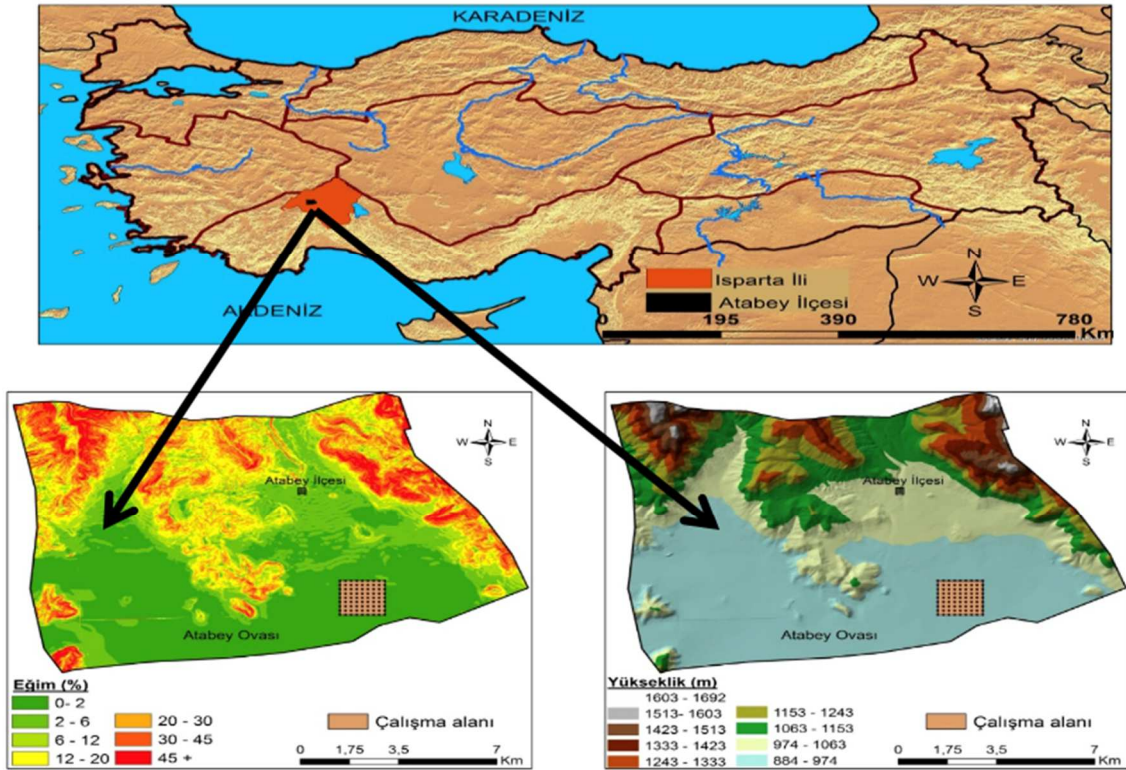 KARADENİZ
AKDENİZ
Isparta İli
Atabey İlçesi
N
W E
S
0 195 390 780
Km
N
W E
S
Atabey İlçesi
Atabey Ovası
Eğim (%)
0- 2
2 - 6
6 - 12
12 - 20
20 - 30
30 - 45
45 +
Çalışma alanı
0 1,75 3,5 7
Km
N
W E
S
Atabey İlçesi
Atabey Ovası
Yükseklik (m)
1603 - 1692
1513- 1603
1423 - 1513
1333 - 1423
1243 - 1333
1153 - 1243
1063 - 1153
974 - 1063
884 - 974
Çalışma alanı
0 1,75 3,5 7
Km